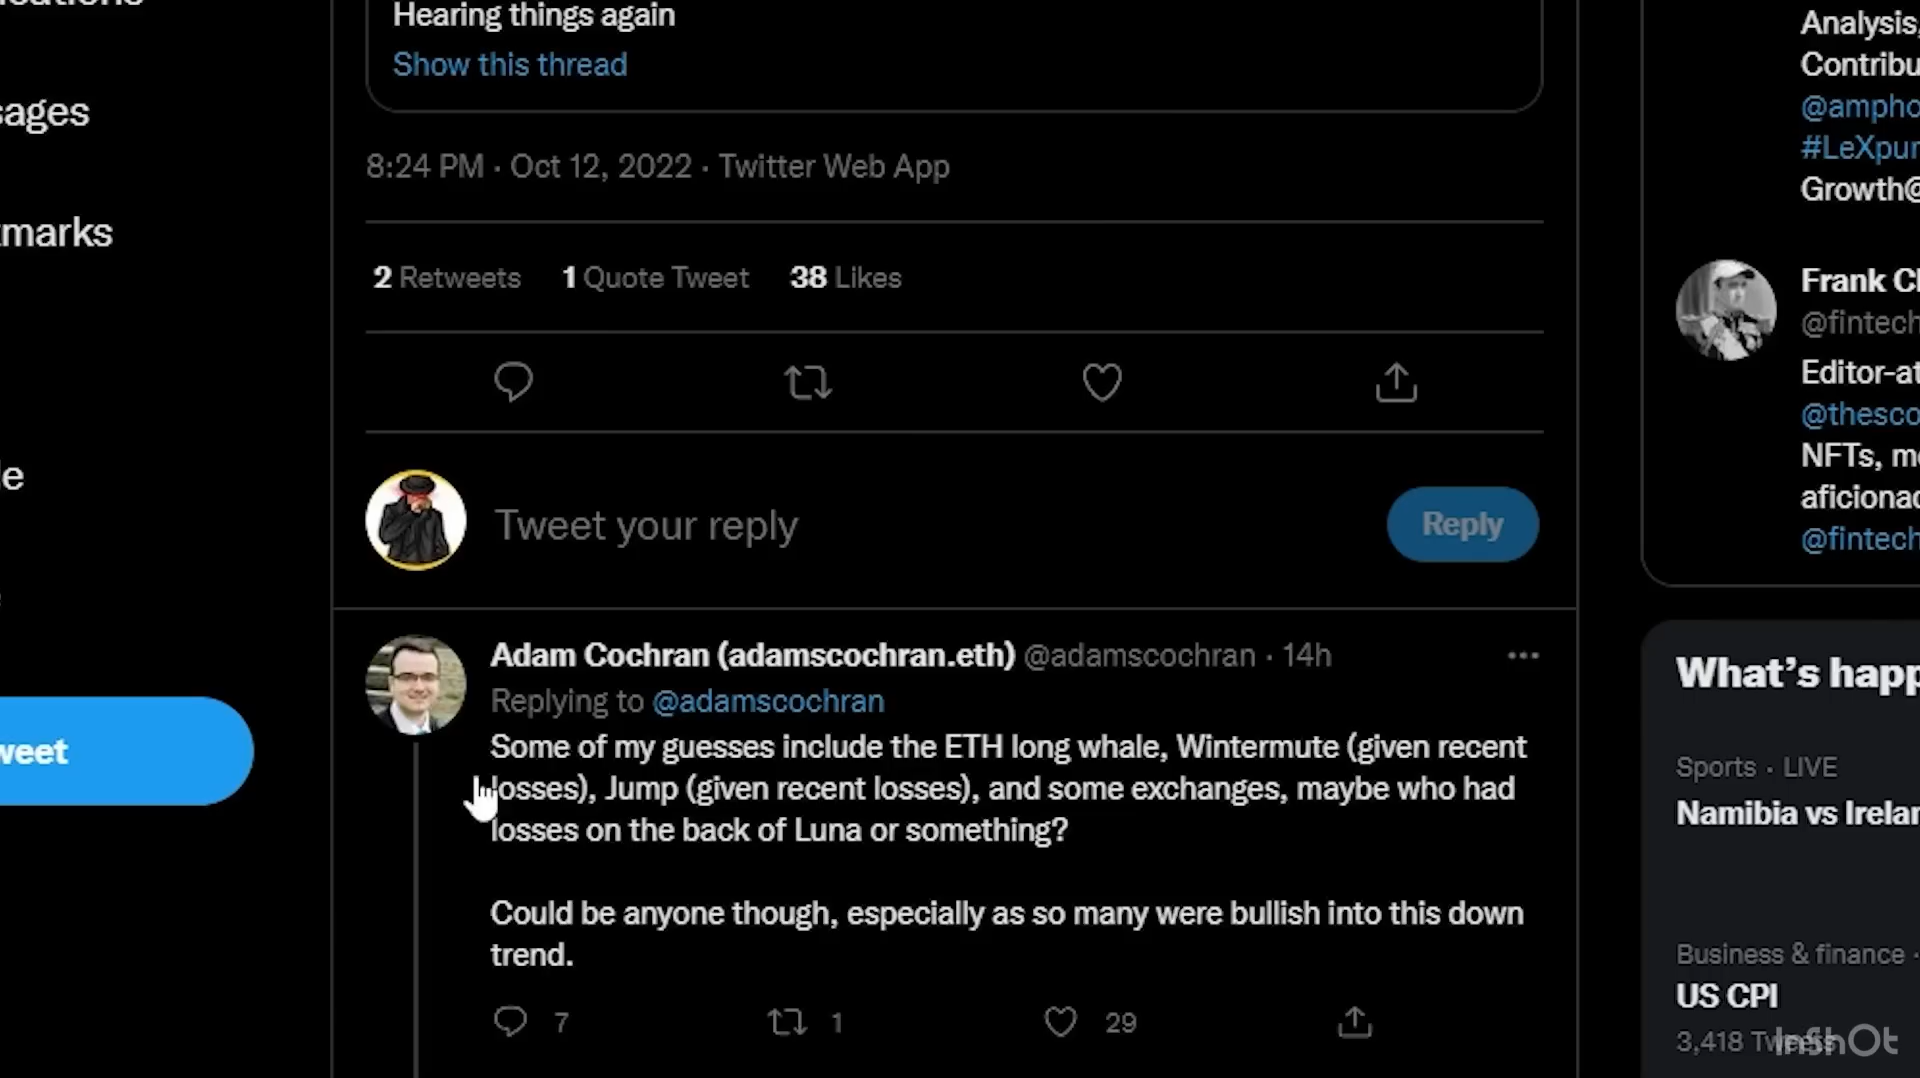 Hearing things again
Show this thread
8:24 PM · Oct 12, 2022 · Twitter Web App
2 Retweets 1 Quote Tweet 38 Likes
Tweet your reply
Reply
Adam Cochran (adamscochran.eth) @adamscochran · 14h
Replying to @adamscochran
Some of my guesses include the ETH long whale, Wintermute (given recent
losses), Jump (given recent losses), and some exchanges, maybe who had
losses on the back of Luna or something?
Could be anyone though, especially as so many were bullish into this down
trend.
7 1 29
sages
marks
le
weet
Analysis,
Contribu
@ampho
#LeXpun
Growth@
Frank Cl
@fintech
Editor-at
@thesco
NFTs, me
aficionad
@fintech
What's happ
Sports · LIVE
Namibia vs Irelan
Business & finance ·
US CPI
3,418 Tweets
InShOt